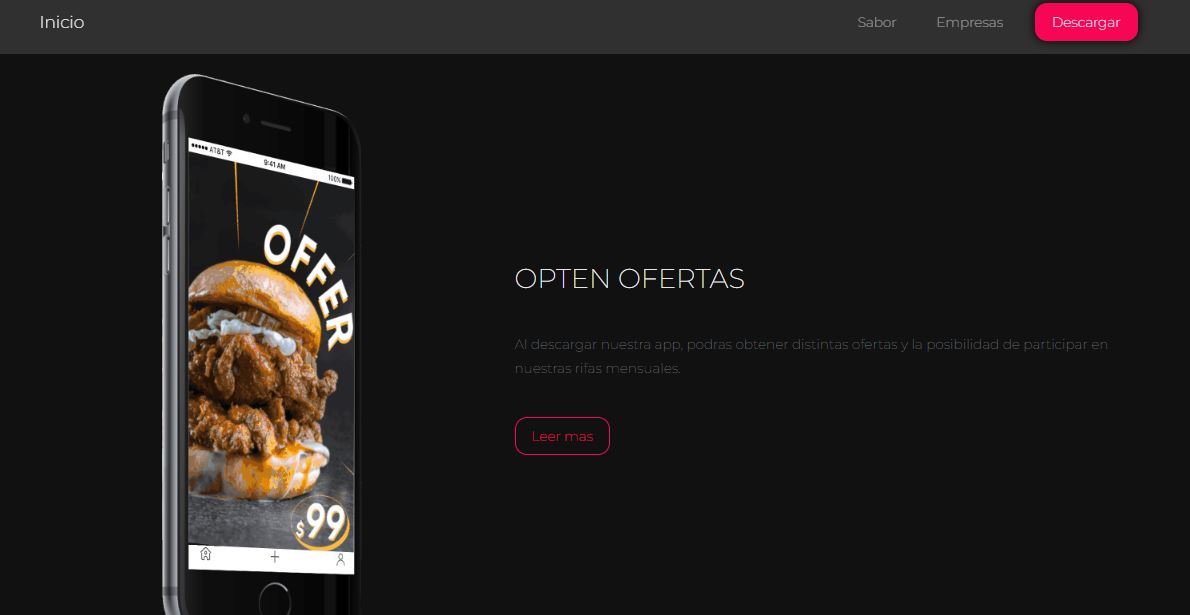 Inicio
Sabor
Empresas
Descargar
AT&T
9:41 AM
100%
OFFER
$99
OPTEN OFERTAS
Al descargar nuestra app, podras obtener distintas ofertas y la posibilidad de participar en
nuestras rifas mensuales.
Leer mas